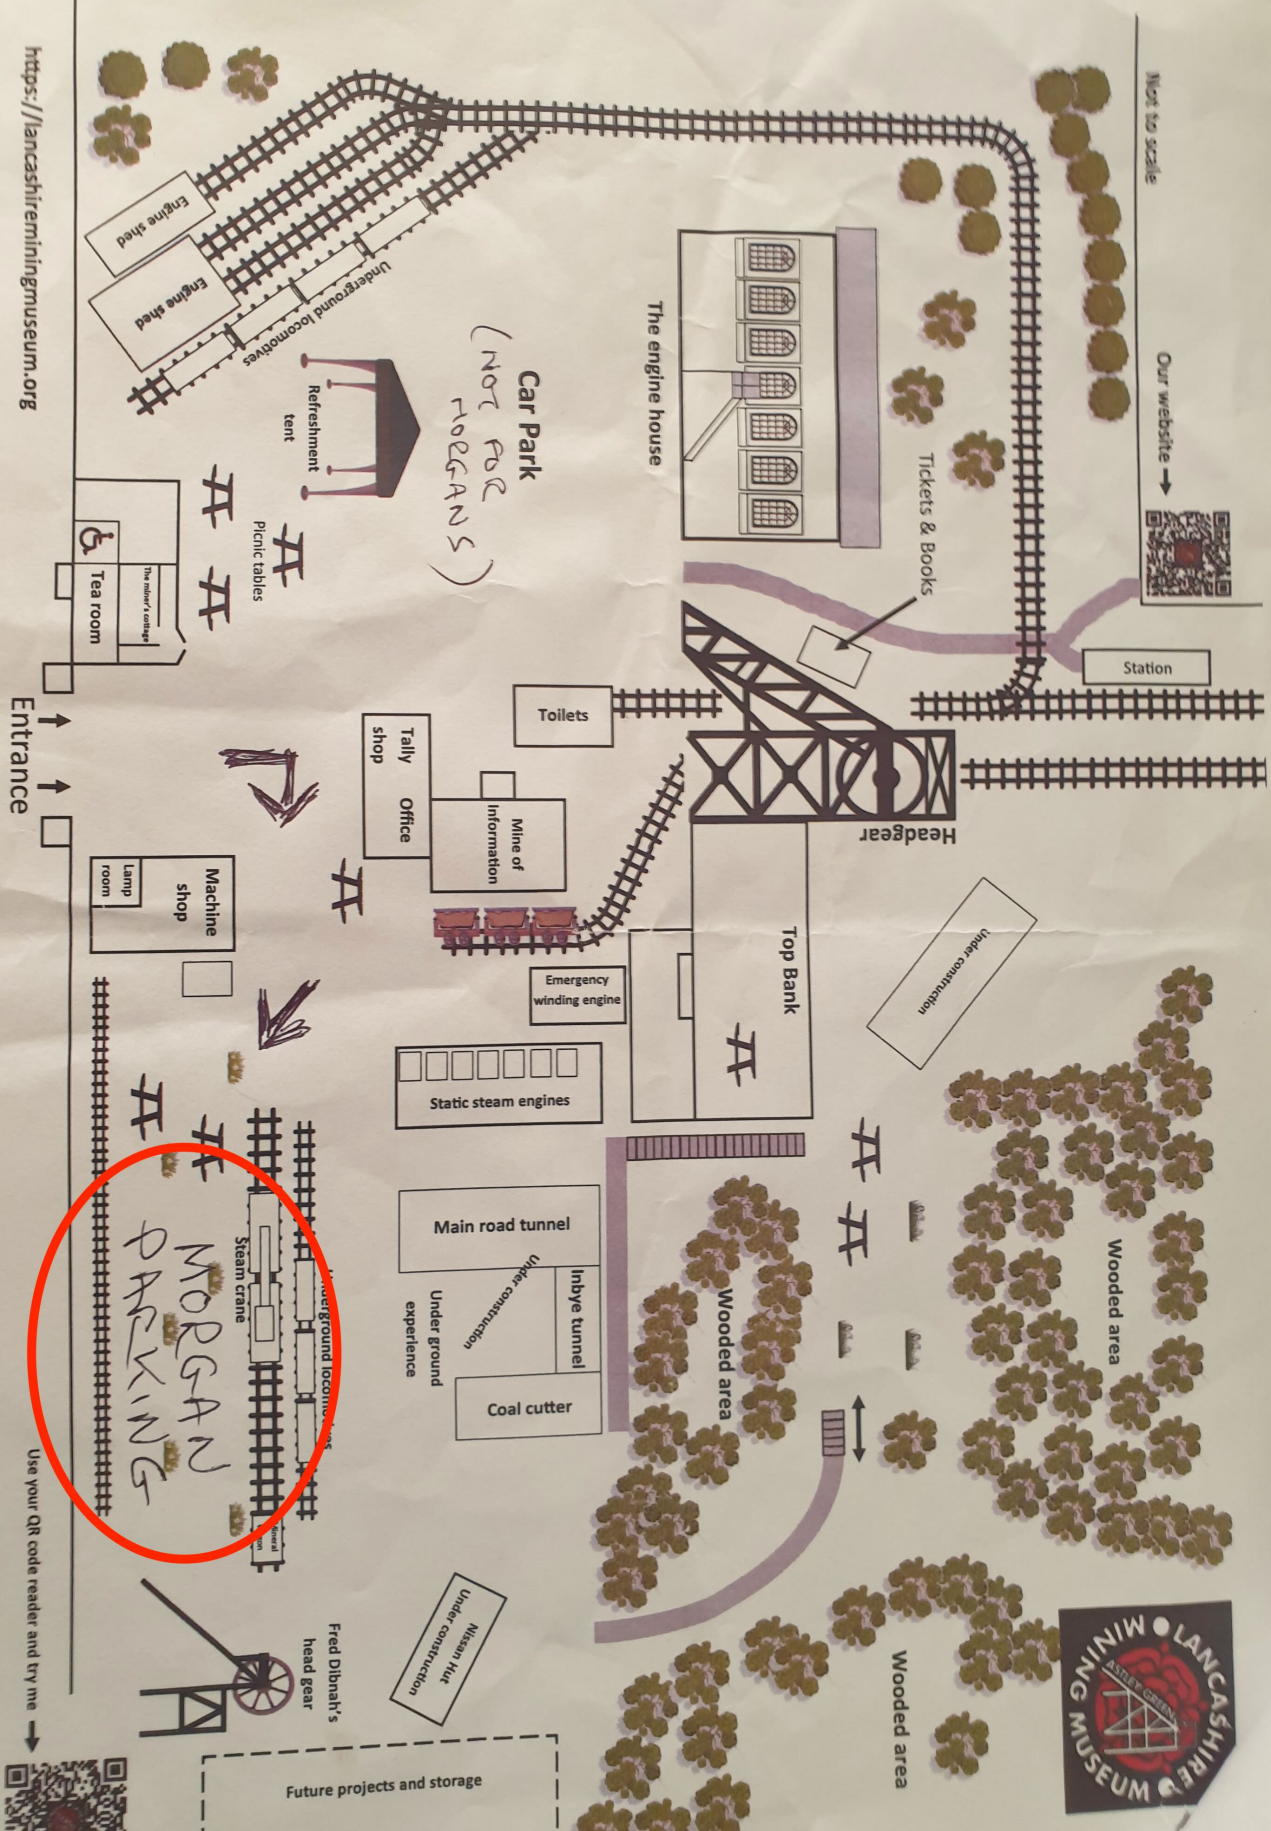 Not to scale
Our website
https://lancashireminingmuseum.org
Engine shed
Engine shed
Underground locomotives
Refreshment
tent
Car Park
(NOT FOR
MORGANS)
The engine house
Tickets & Books
Station
Picnic tables
The miner's cottage
Tea room
Entrance
Toilets
Tally Office
shop
Mine of
Information
Headgear
Machine
shop
Lamp
room
Emergency
winding engine
Top Bank
Under construction
Static steam engines
Main road tunnel
Under construction
Inbye tunnel
Coal cutter
Under ground
experience
Wooded area
Wooded area
Wooded area
Underground locomotives
Steam crane
MORGAN
PARKING
Mineral
Fred Dibnah's
head gear
Nissan Hut
Under construction
Future projects and storage
Use your QR code reader and try me
LANCASHIRE
MINING MUSEUM
ASTLEY GREEN